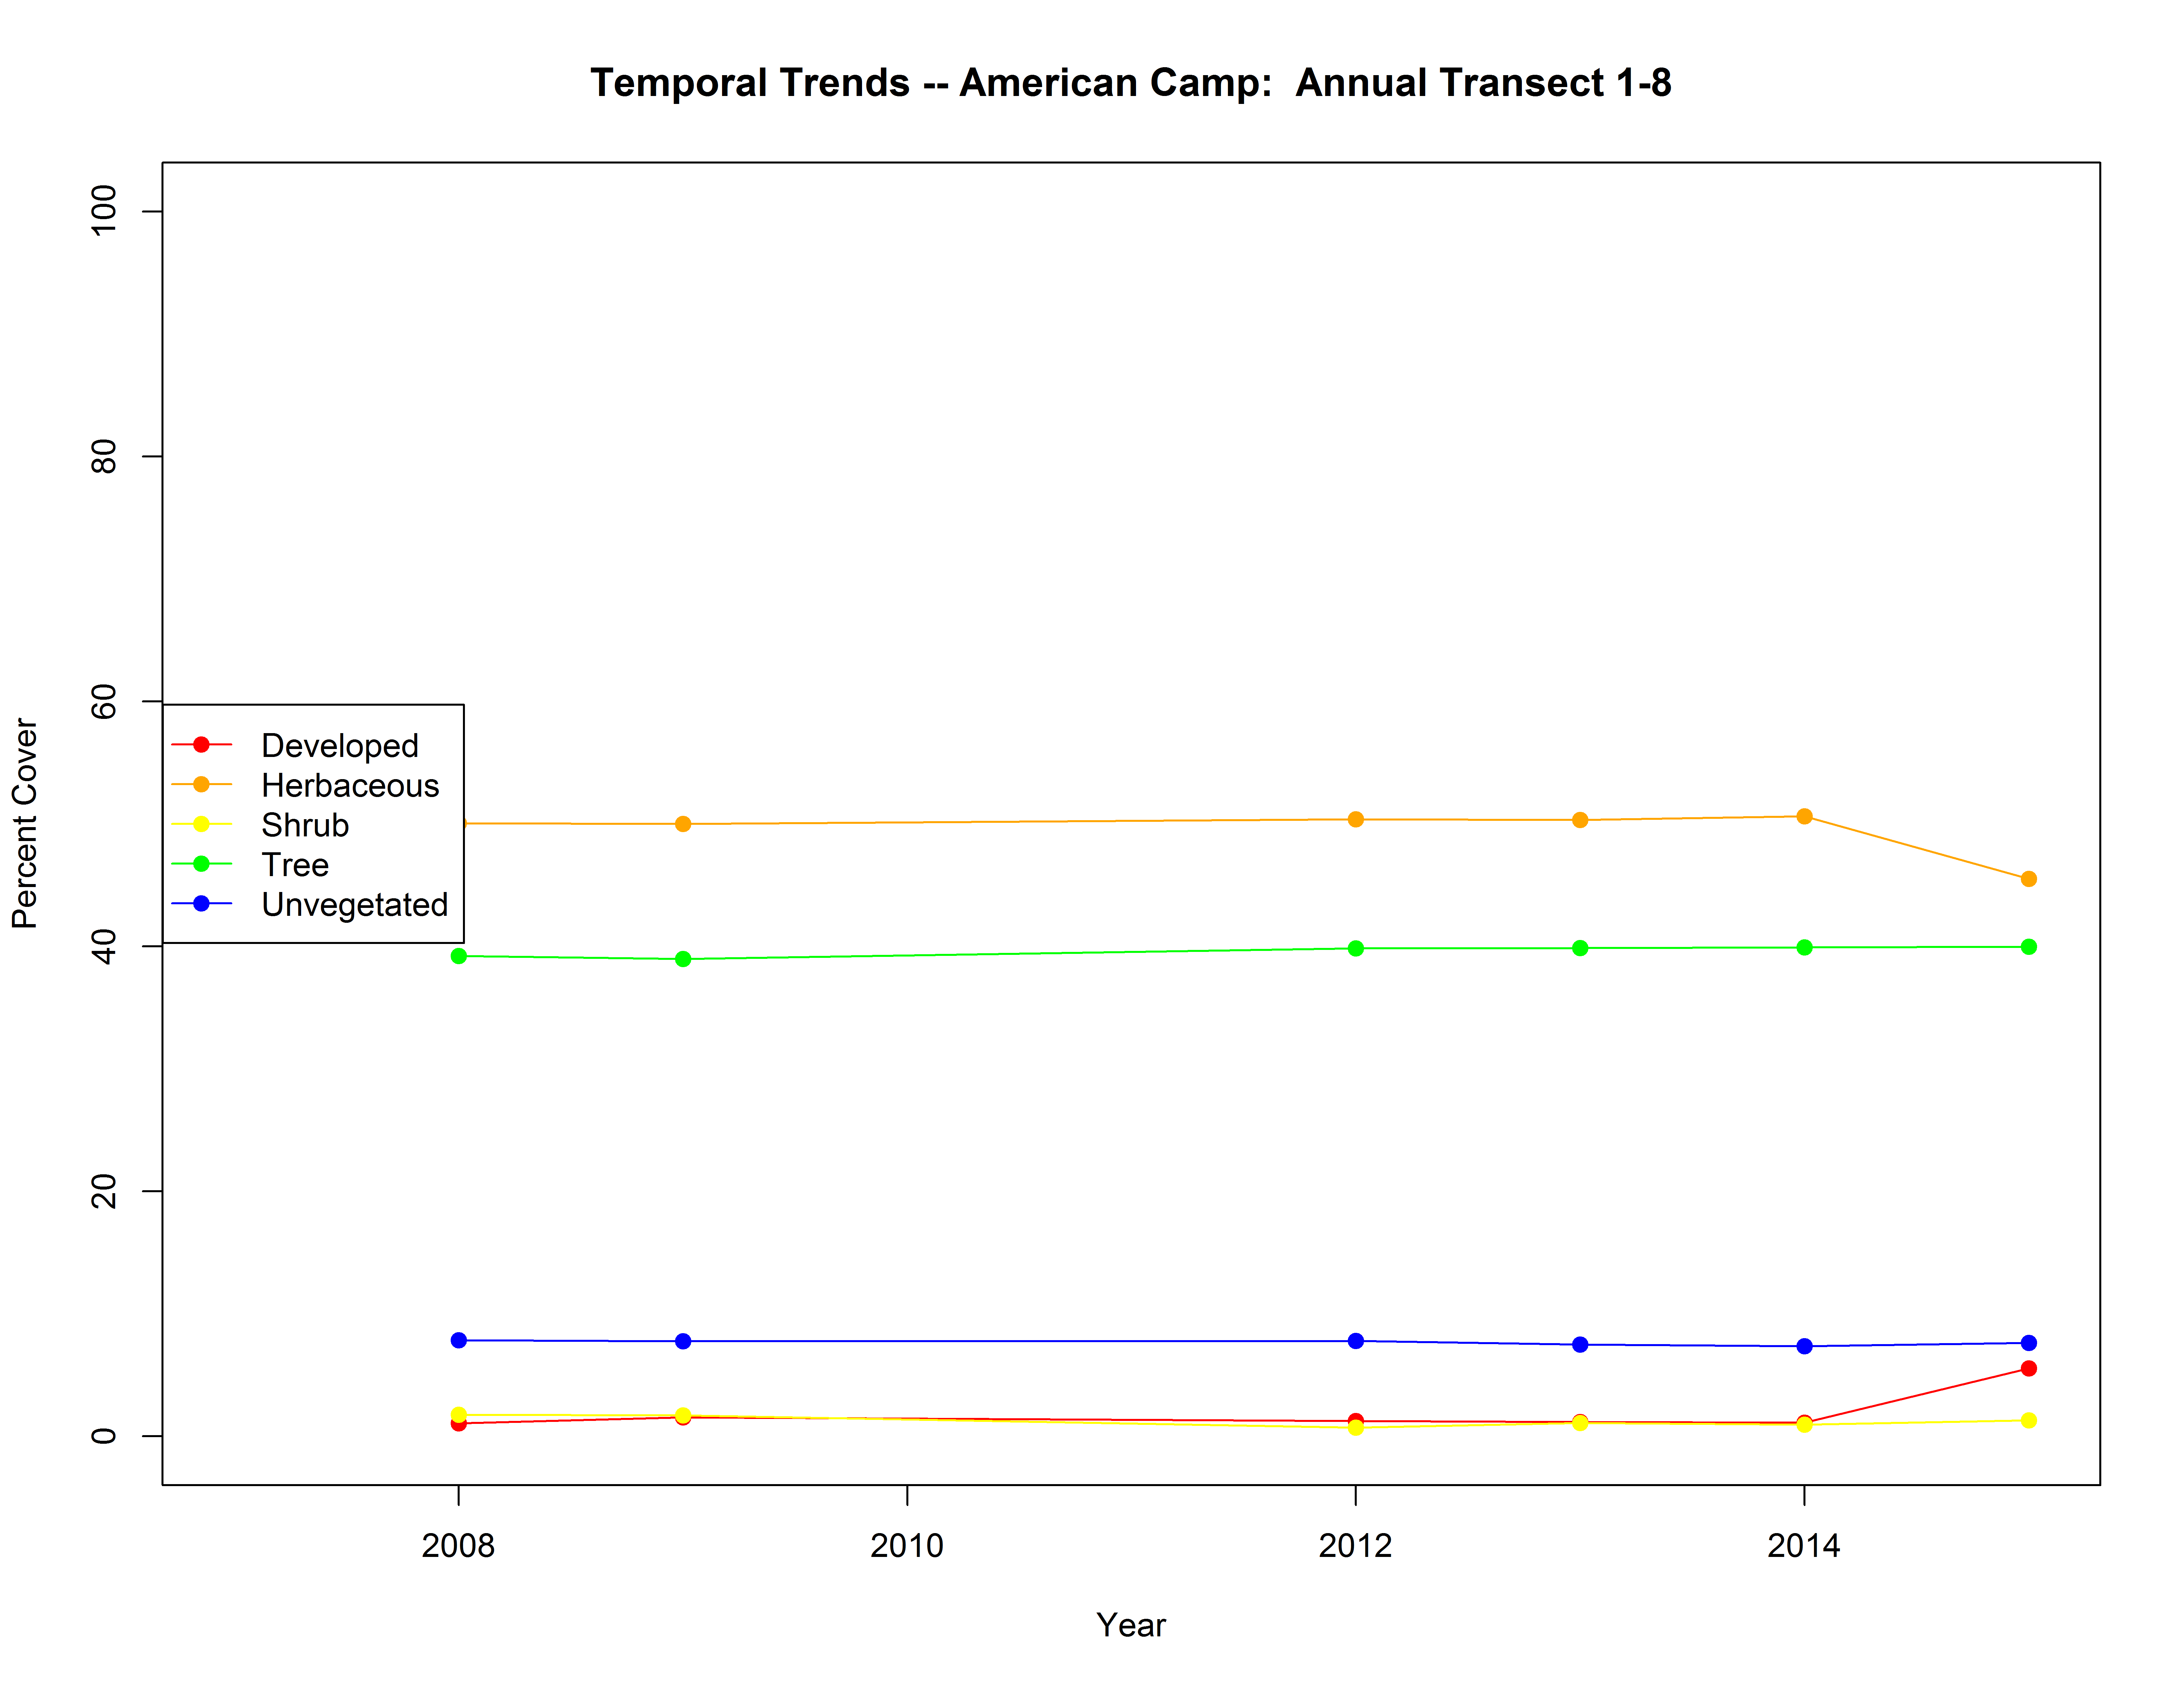 Temporal Trends -- American Camp:  Annual Transect 1-8
100
80
60
40
20
0
Percent Cover
Developed
Herbaceous
Shrub
Tree
Unvegetated
2008 2010 2012 2014
Year